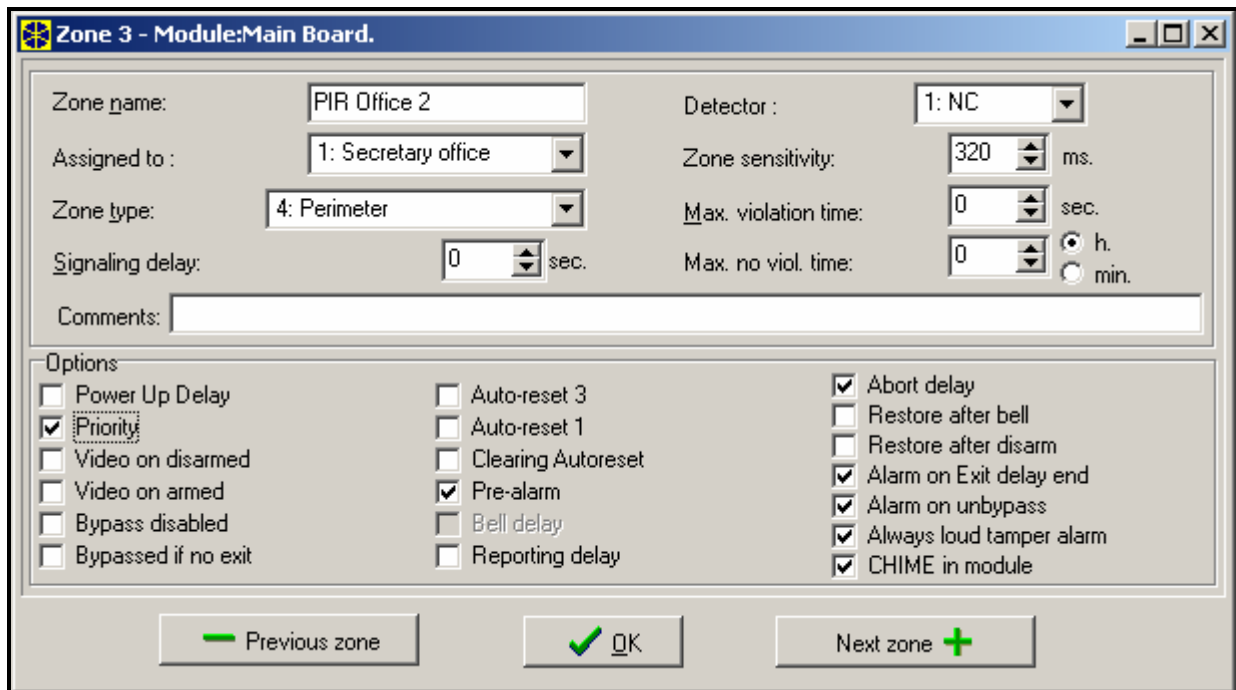 Zone 3 - Module:Main Board.
Zone name: PIR Office 2
Detector : 1: NC
Assigned to : 1: Secretary office
Zone sensitivity: 320 ms.
Zone type: 4: Perimeter
Max. violation time: 0 sec.
Signaling delay: 0 sec.
Max. no viol. time: 0 h. min.
Comments:
Options
Power Up Delay
Priority
Video on disarmed
Video on armed
Bypass disabled
Bypassed if no exit
Auto-reset 3
Auto-reset 1
Clearing Autoreset
Pre-alarm
Bell delay
Reporting delay
Abort delay
Restore after bell
Restore after disarm
Alarm on Exit delay end
Alarm on unbypass
Always loud tamper alarm
CHIME in module
Previous zone
OK
Next zone